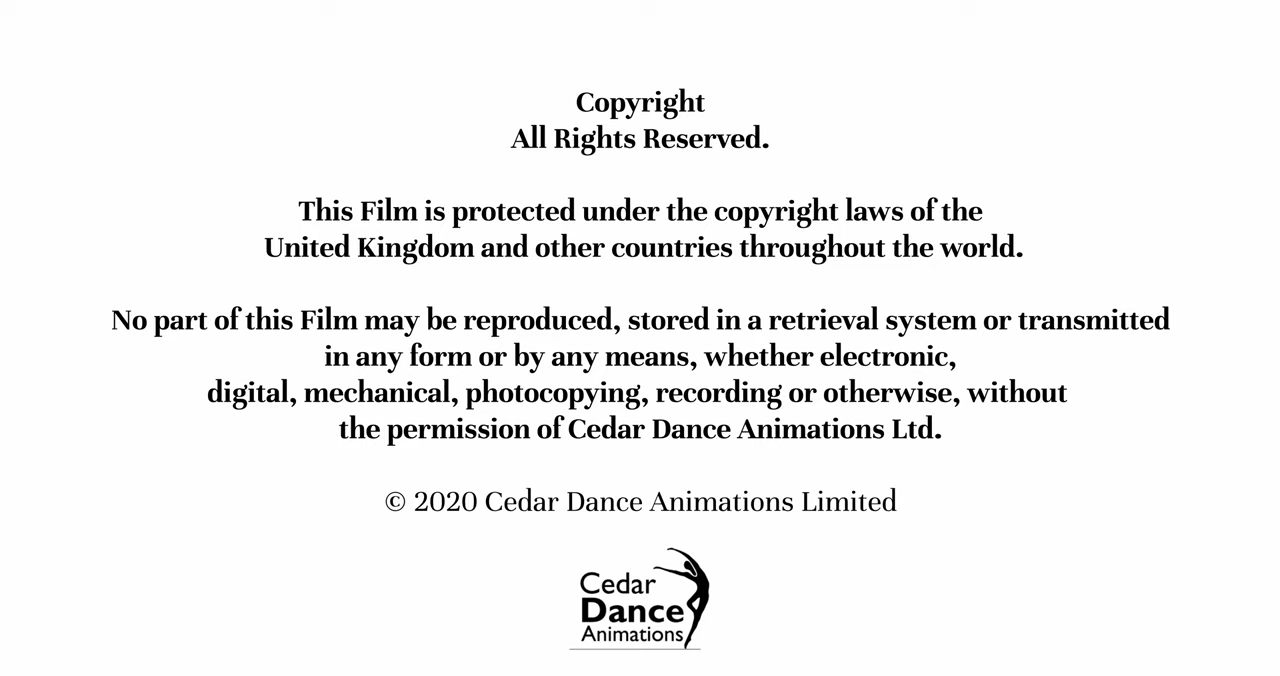 Copyright
All Rights Reserved.
This Film is protected under the copyright laws of the
United Kingdom and other countries throughout the world.
No part of this Film may be reproduced, stored in a retrieval system or transmitted
in any form or by any means, whether electronic,
digital, mechanical, photocopying, recording or otherwise, without
the permission of Cedar Dance Animations Ltd.
© 2020 Cedar Dance Animations Limited
Cedar
Dance
Animations